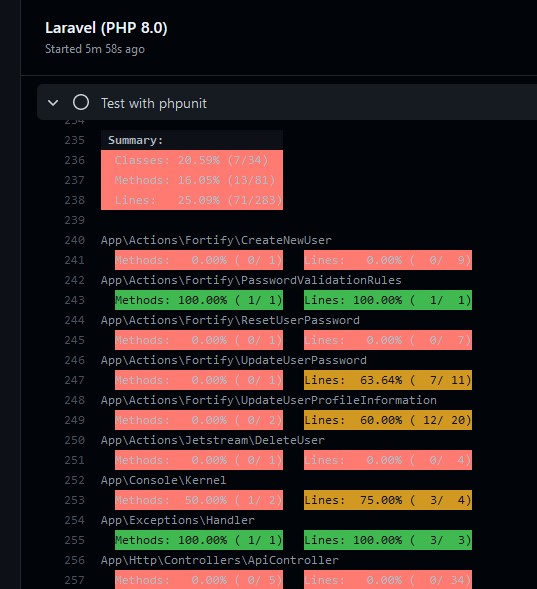 Laravel (PHP 8.0)
Started 5m 58s ago
Test with phpunit
234
235 Summary:
236 Classes: 20.59% (7/34)
237 Methods: 16.05% (13/81)
238 Lines: 25.09% (71/283)
239
240 App\Actions\Fortify\CreateNewUser
241 Methods: 0.00% ( 0/ 1) Lines: 0.00% ( 0/ 9)
242 App\Actions\Fortify\PasswordValidationRules
243 Methods: 100.00% ( 1/ 1) Lines: 100.00% ( 1/ 1)
244 App\Actions\Fortify\ResetUserPassword
245 Methods: 0.00% ( 0/ 1) Lines: 0.00% ( 0/ 7)
246 App\Actions\Fortify\UpdateUserPassword
247 Methods: 0.00% ( 0/ 1) Lines: 63.64% ( 7/ 11)
248 App\Actions\Fortify\UpdateUserProfileInformation
249 Methods: 0.00% ( 0/ 2) Lines: 60.00% ( 12/ 20)
250 App\Actions\Jetstream\DeleteUser
251 Methods: 0.00% ( 0/ 1) Lines: 0.00% ( 0/ 4)
252 App\Console\Kernel
253 Methods: 50.00% ( 1/ 2) Lines: 75.00% ( 3/ 4)
254 App\Exceptions\Handler
255 Methods: 100.00% ( 1/ 1) Lines: 100.00% ( 3/ 3)
256 App\Http\Controllers\ApiController
257 Methods: 0.00% ( 0/ 5) Lines: 0.00% ( 0/ 34)